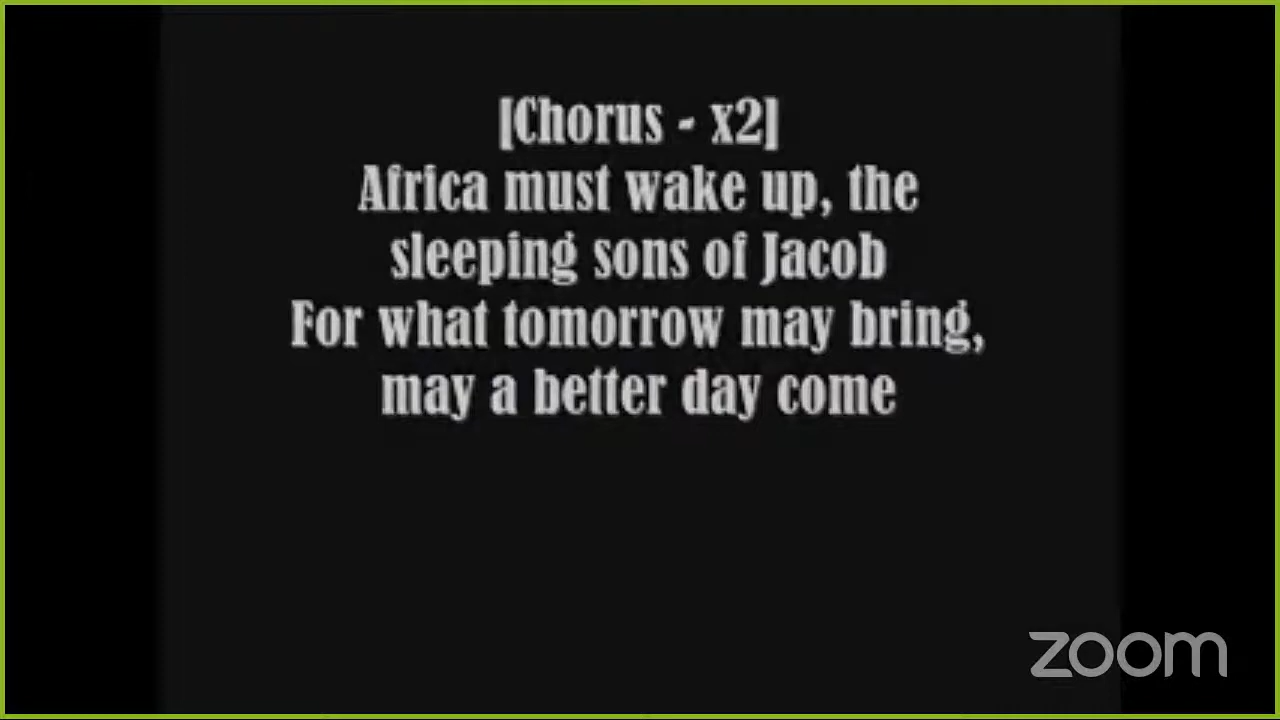 [Chorus - x2]
Africa must wake up, the
sleeping sons of Jacob
For what tomorrow may bring,
may a better day come
zoom